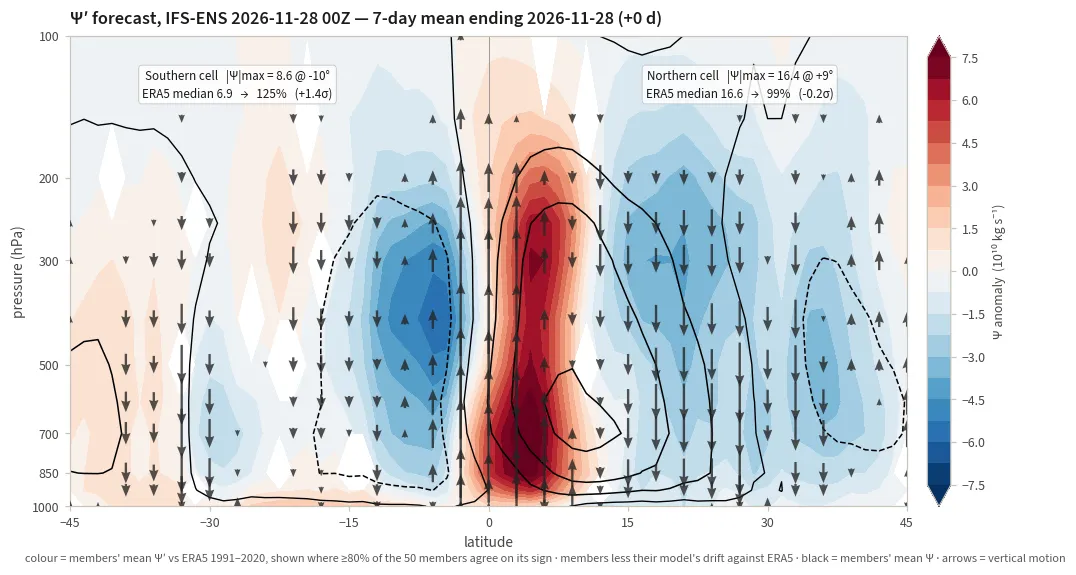 Ψ′ forecast, IFS-ENS 2026-11-28 00Z — 7-day mean ending 2026-11-28 (+0 d)
Southern cell |Ψ|max = 8.6 @ -10°
ERA5 median 6.9 → 125% (+1.4σ)
Northern cell |Ψ|max = 16.4 @ +9°
ERA5 median 16.6 → 99% (-0.2σ)
pressure (hPa)
100
200
300
400
500
700
850
1000
−45
−30
−15
0
15
30
45
latitude
7.5
6.0
4.5
3.0
1.5
0.0
−1.5
−3.0
−4.5
−6.0
−7.5
Ψ anomaly (10¹⁰ kg s⁻¹)
colour = members' mean Ψ′ vs ERA5 1991–2020, shown where ≥80% of the 50 members agree on its sign · members less their model's drift against ERA5 · black = members' mean Ψ · arrows = vertical motion